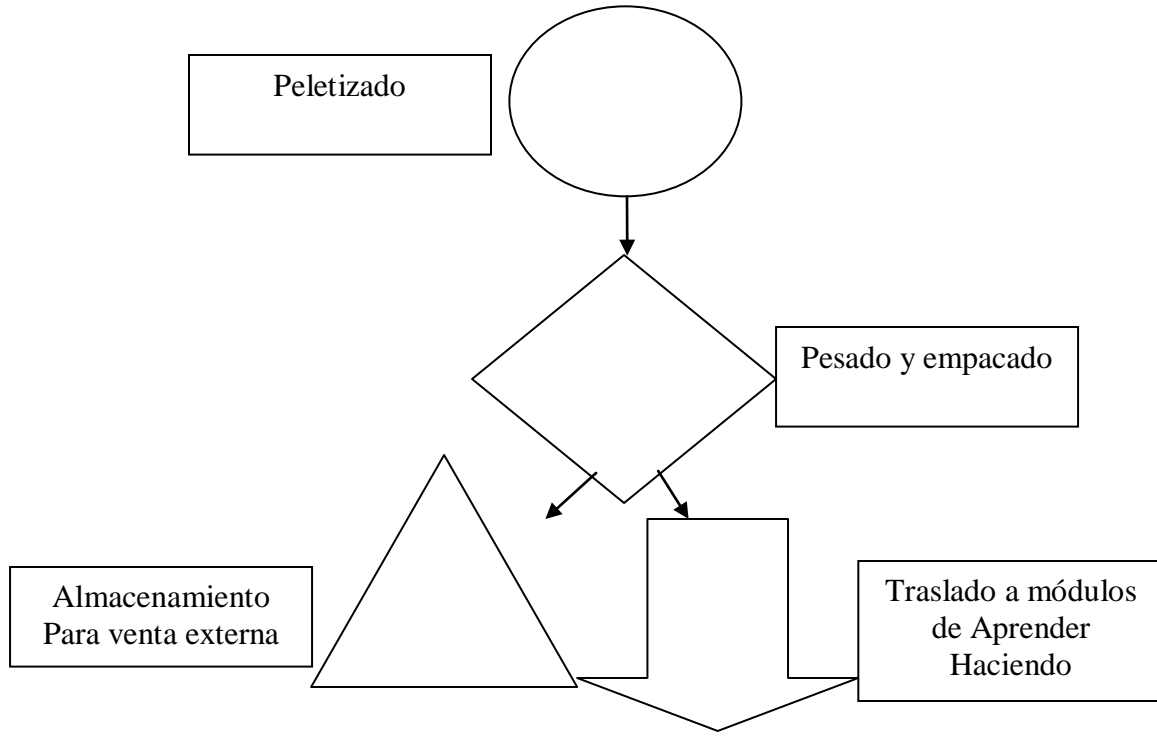 Peletizado
Pesado y empacado
Almacenamiento
Para venta externa
Traslado a módulos
de Aprender
Haciendo